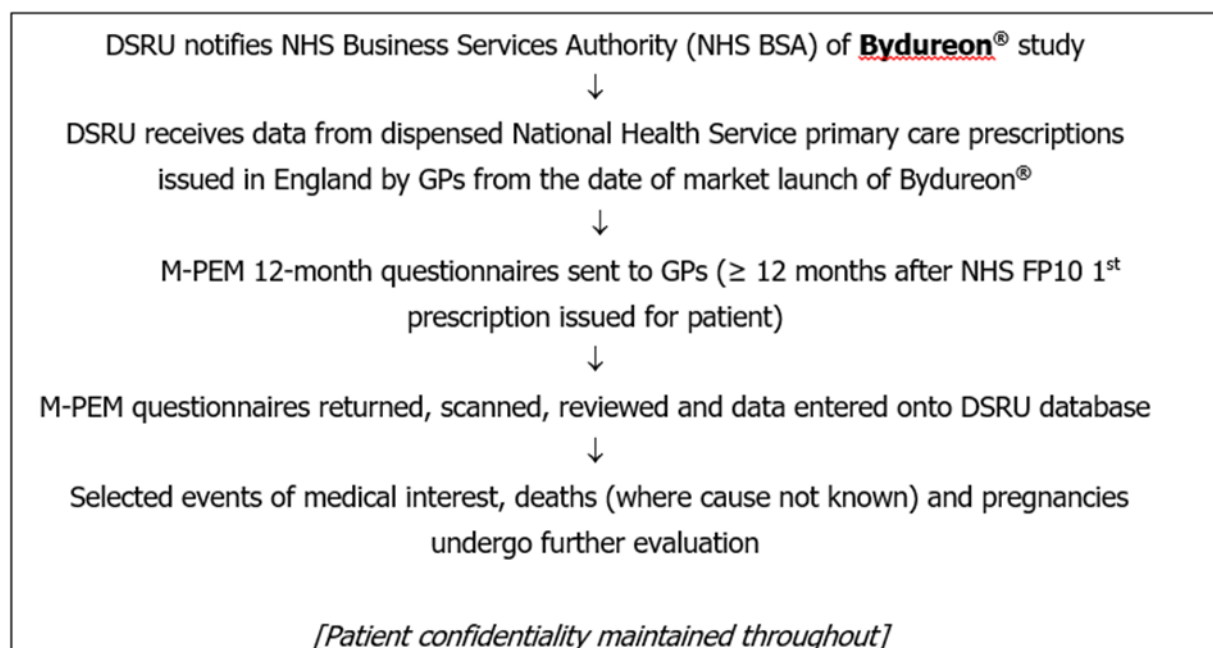 DSRU notifies NHS Business Services Authority (NHS BSA) of Bydureon® study
↓
DSRU receives data from dispensed National Health Service primary care prescriptions
issued in England by GPs from the date of market launch of Bydureon®
↓
M-PEM 12-month questionnaires sent to GPs (≥ 12 months after NHS FP10 1st
prescription issued for patient)
↓
M-PEM questionnaires returned, scanned, reviewed and data entered onto DSRU database
↓
Selected events of medical interest, deaths (where cause not known) and pregnancies
undergo further evaluation
[Patient confidentiality maintained throughout]